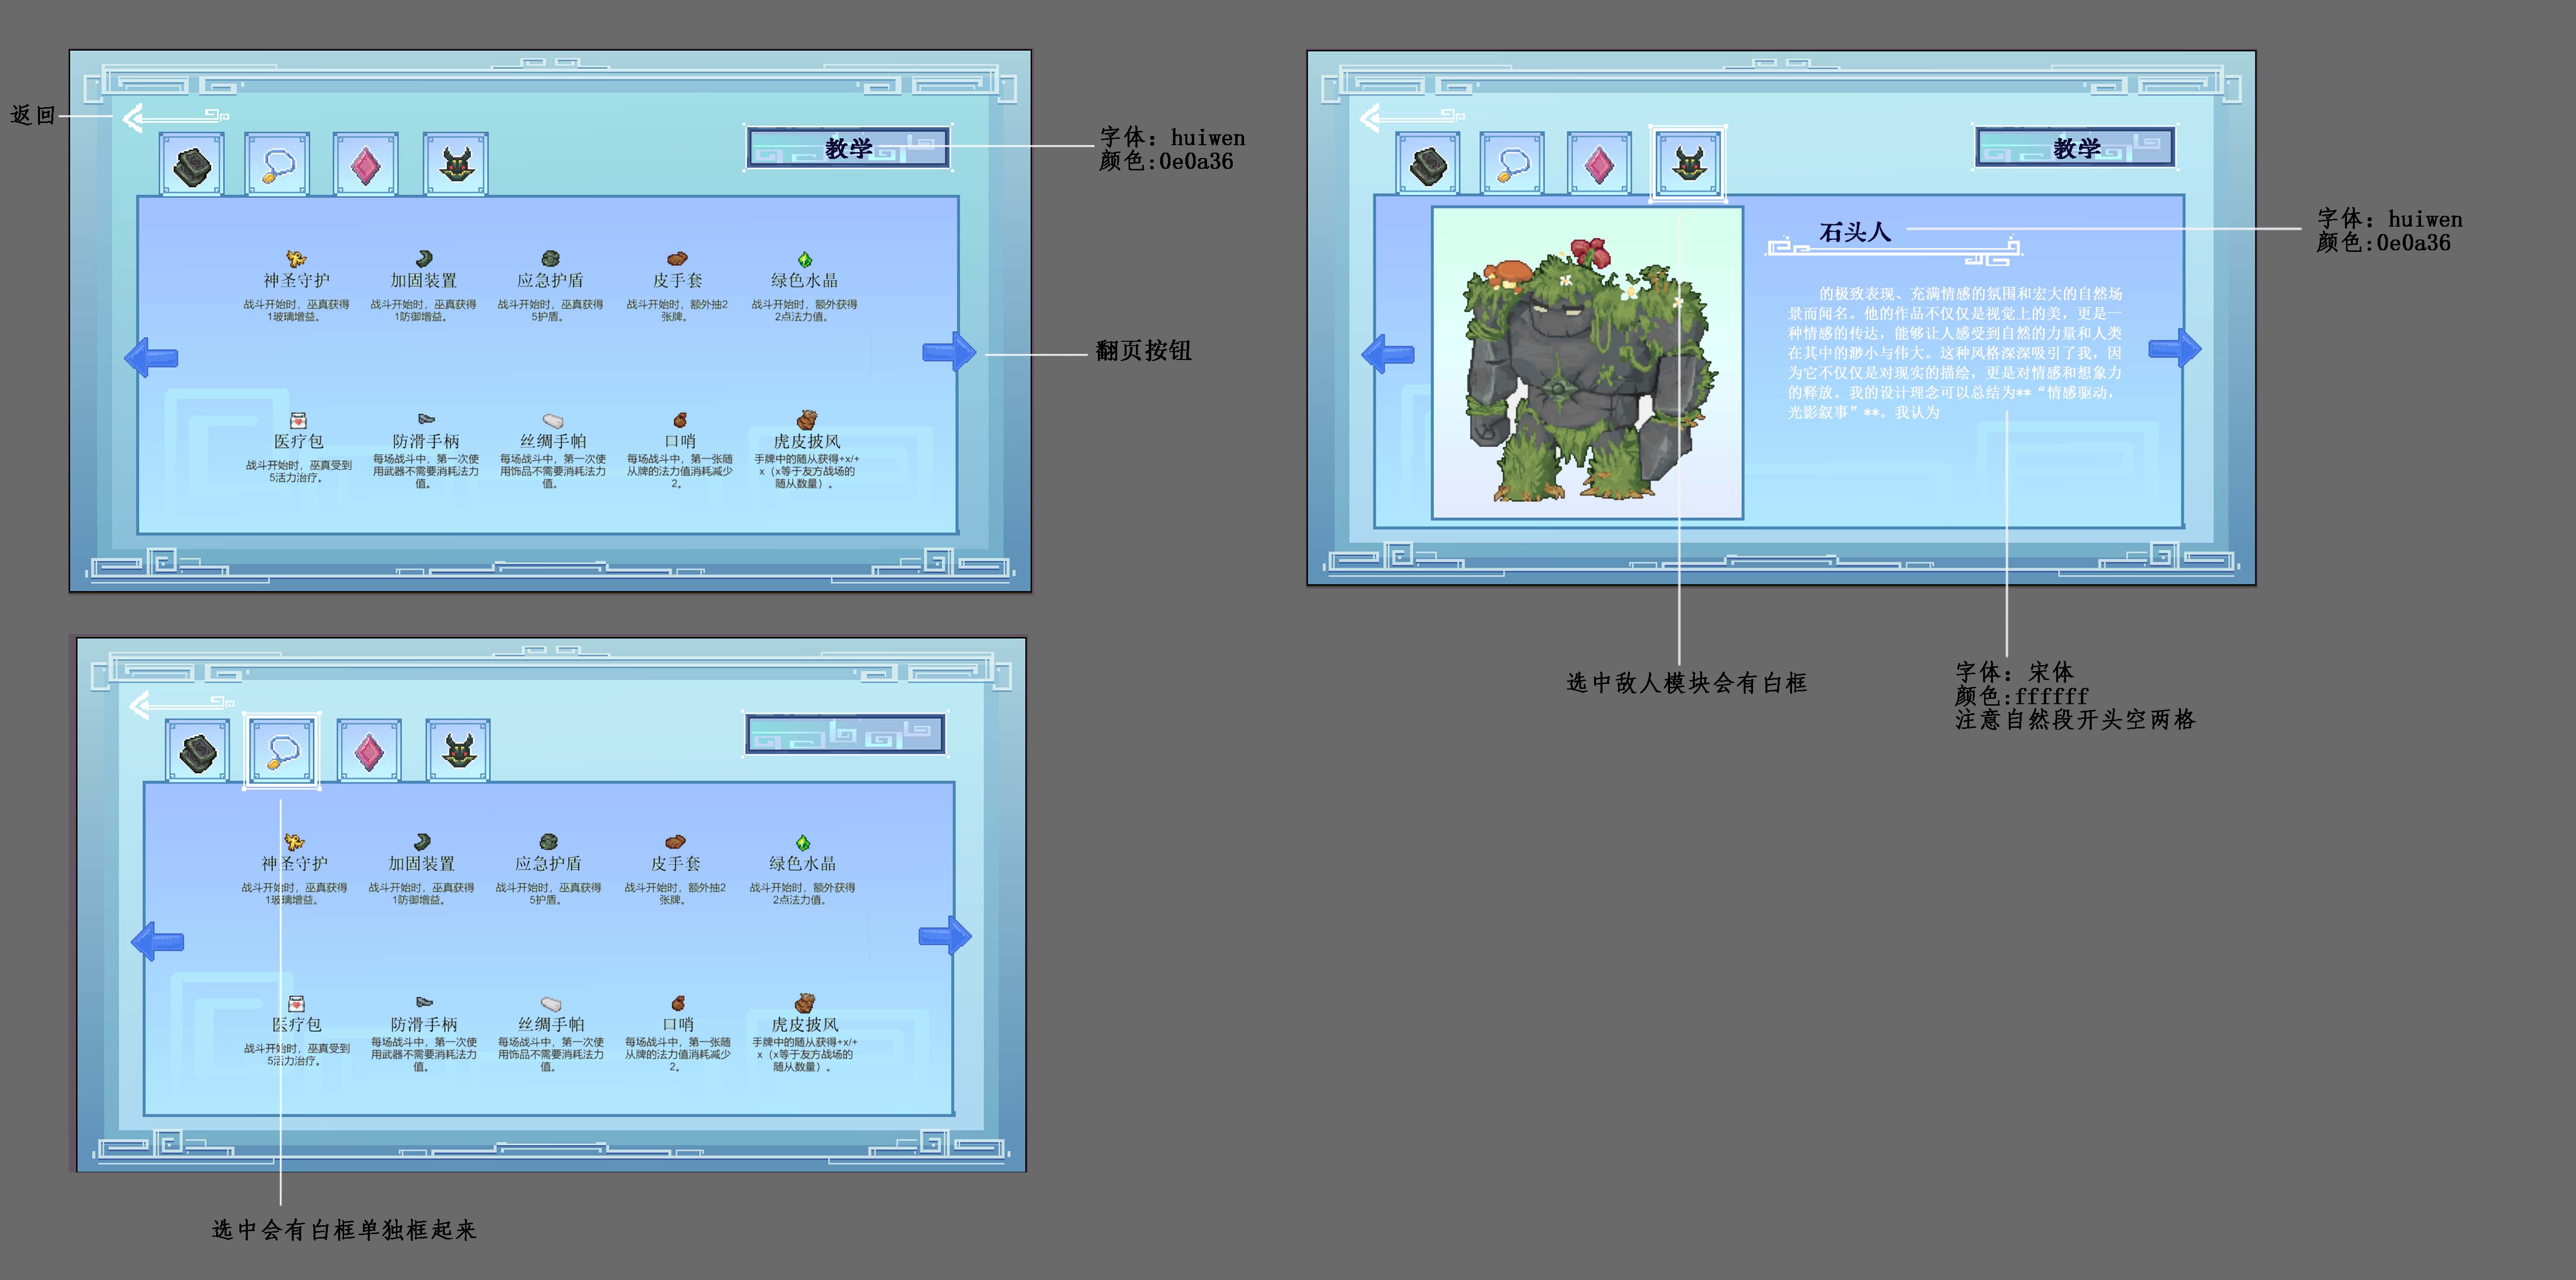 返回
教学
字体：huiwen
颜色:0e0a36
神圣守护
战斗开始时，巫真获得
1玻璃增益。
加固装置
战斗开始时，巫真获得
1防御增益。
应急护盾
战斗开始时，巫真获得
5护盾。
皮手套
战斗开始时，额外抽2
张牌。
绿色水晶
战斗开始时，额外获得
2点法力值。
翻页按钮
医疗包
战斗开始时，巫真受到
5活力治疗。
防滑手柄
每场战斗中，第一次使
用武器不需要消耗法力
值。
丝绸手帕
每场战斗中，第一次使
用饰品不需要消耗法力
值。
口哨
每场战斗中，第一张随
从牌的法力值消耗减少
2。
虎皮披风
手牌中的随从获得+x/+
x（x等于友方战场的
随从数量）。
教学
石头人
字体：huiwen
颜色:0e0a36
的极致表现、充满情感的氛围和宏大的自然场
景而闻名。他的作品不仅仅是视觉上的美，更是一
种情感的传达，能够让人感受到自然的力量和人类
在其中的渺小与伟大。这种风格深深吸引了我，因
为它不仅仅是对现实的描绘，更是对情感和想象力
的释放。我的设计理念可以总结为**“情感驱动，
光影叙事”**。我认为
选中敌人模块会有白框
字体：宋体
颜色:ffffff
注意自然段开头空两格
神圣守护
战斗开始时，巫真获得
1玻璃增益。
加固装置
战斗开始时，巫真获得
1防御增益。
应急护盾
战斗开始时，巫真获得
5护盾。
皮手套
战斗开始时，额外抽2
张牌。
绿色水晶
战斗开始时，额外获得
2点法力值。
医疗包
战斗开始时，巫真受到
5活力治疗。
防滑手柄
每场战斗中，第一次使
用武器不需要消耗法力
值。
丝绸手帕
每场战斗中，第一次使
用饰品不需要消耗法力
值。
口哨
每场战斗中，第一张随
从牌的法力值消耗减少
2。
虎皮披风
手牌中的随从获得+x/+
x（x等于友方战场的
随从数量）。
选中会有白框单独框起来